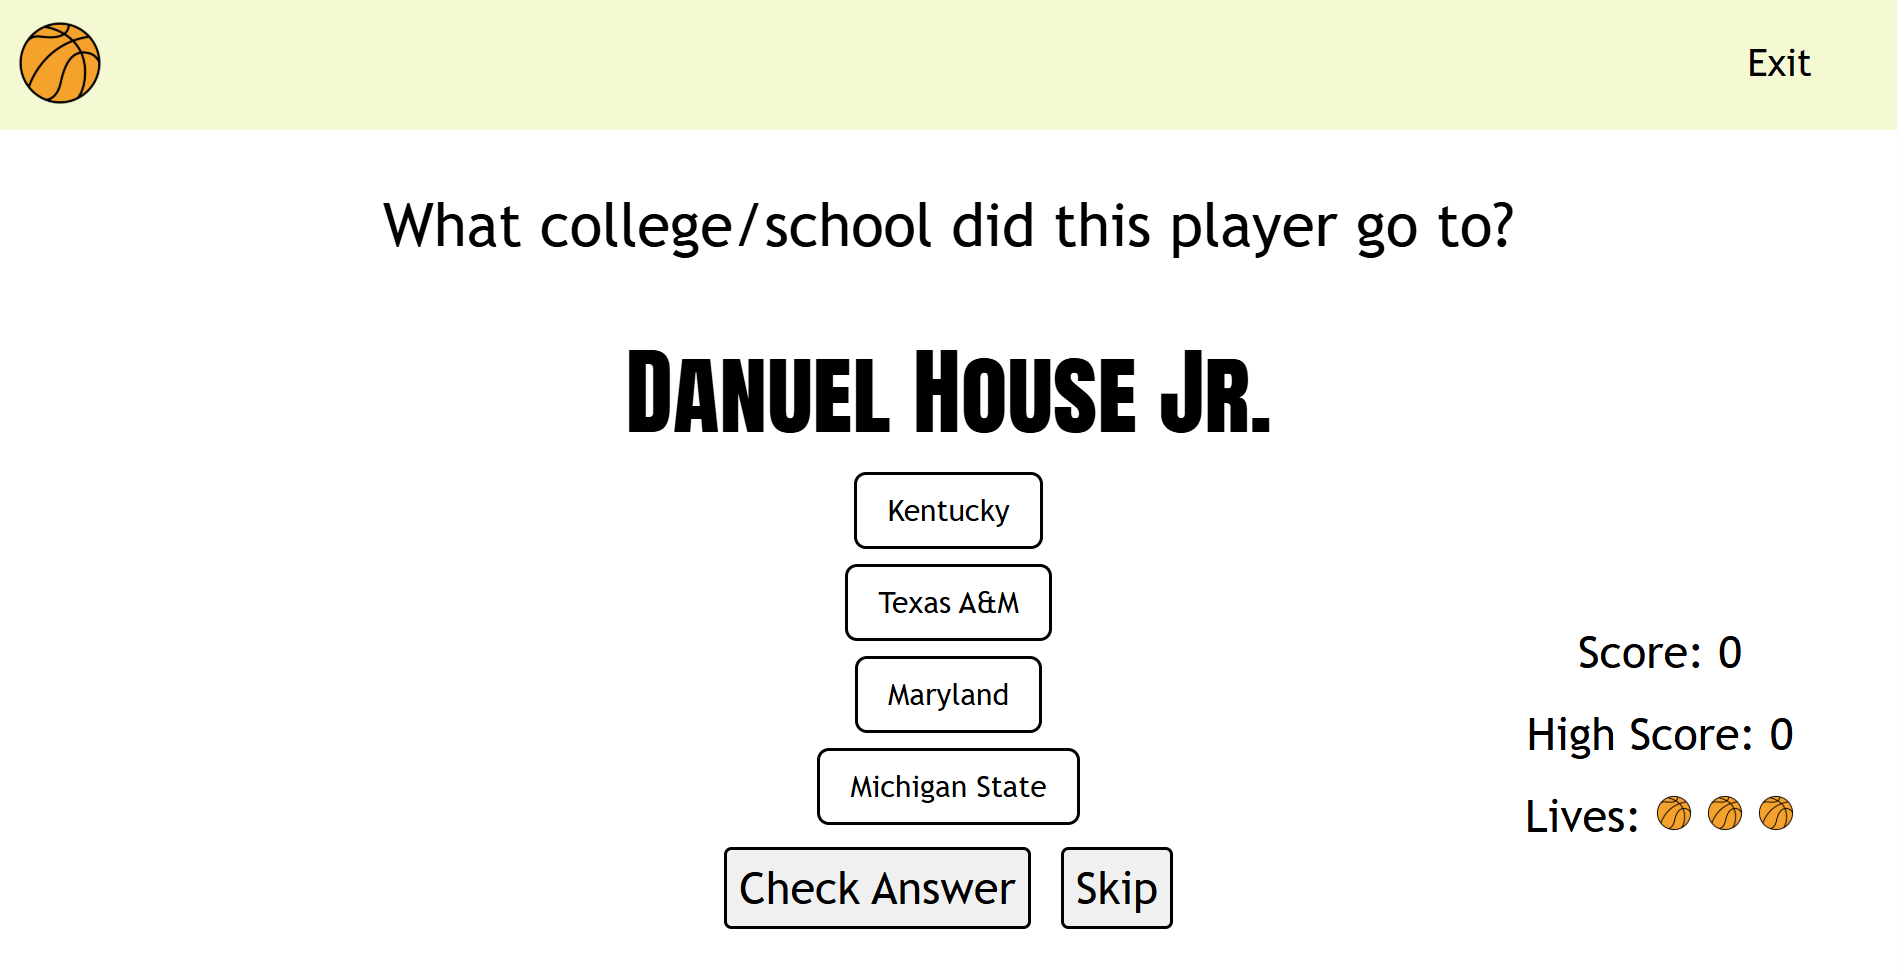 Exit
What college/school did this player go to?
Danuel House Jr.
Kentucky
Texas A&M
Maryland
Michigan State
Check Answer
Skip
Score: 0
High Score: 0
Lives: